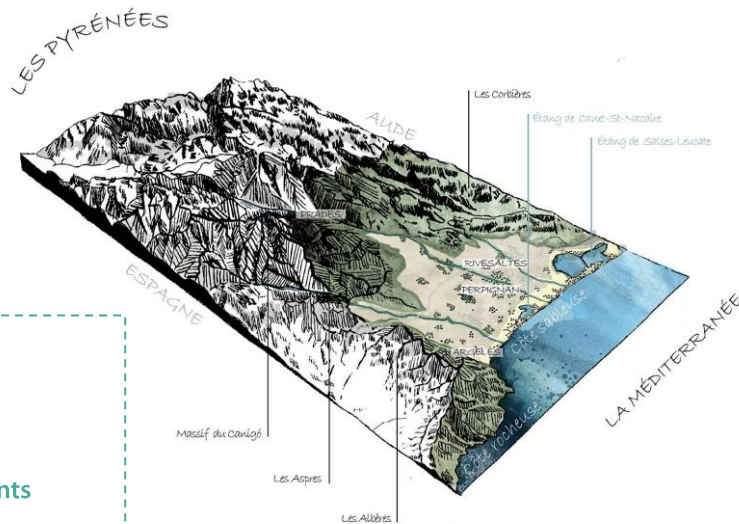 LES PYRÉNÉES
Les Corbières
AUDE
Étang de Canet-St-Nazaire
Étang de Salses-Leucate
PRADES
RIVESALTES
PERPIGNAN
ESPAGNE
Côte sableuse
ARGELÈS
LA MÉDITERRANÉE
Côte rocheuse
Massif du Canigó
Les Aspres
nts
Les Albères